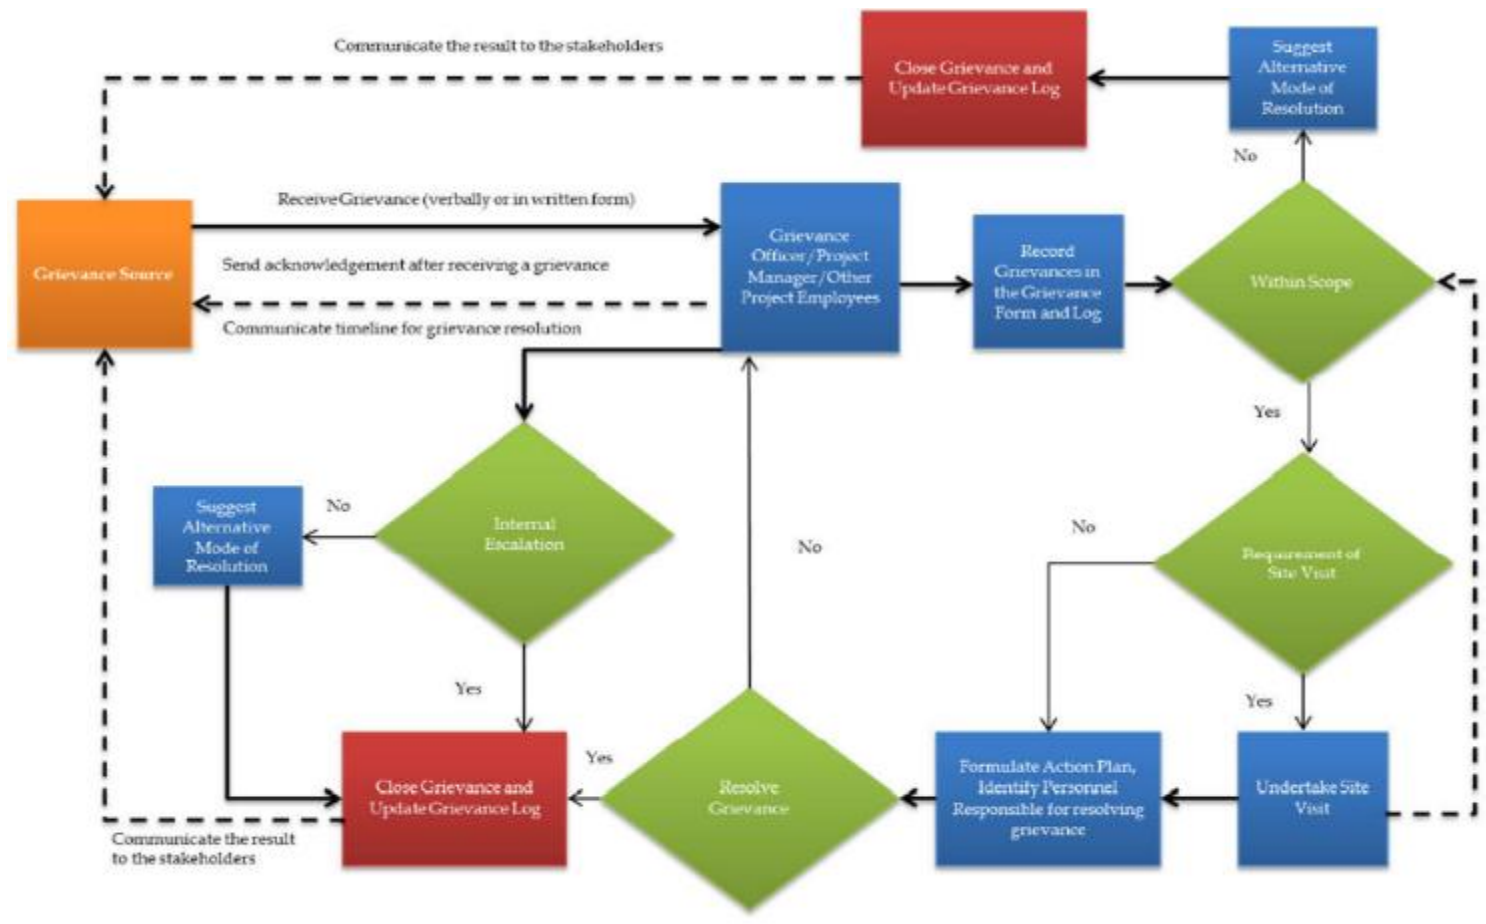 Communicate the result to the stakeholders
Close Grievance and
Update Grievance Log
Suggest
Alternative
Mode of
Resolution
No
Receive Grievance (verbally or in written form)
Grievance Source
Send acknowledgement after receiving a grievance
Communicate timeline for grievance resolution
Grievance
Officer/Project
Manager/Other
Project Employees
Record
Grievances in
the Grievance
Form and Log
Within Scope
Yes
Suggest
Alternative
Mode of
Resolution
No
Internal
Escalation
No
No
Requirement of
Site Visit
Yes
Yes
Yes
Close Grievance and
Update Grievance Log
Resolve
Grievance
Formulate Action Plan,
Identify Personnel
Responsible for resolving
grievance
Undertake Site
Visit
Communicate the result
to the stakeholders